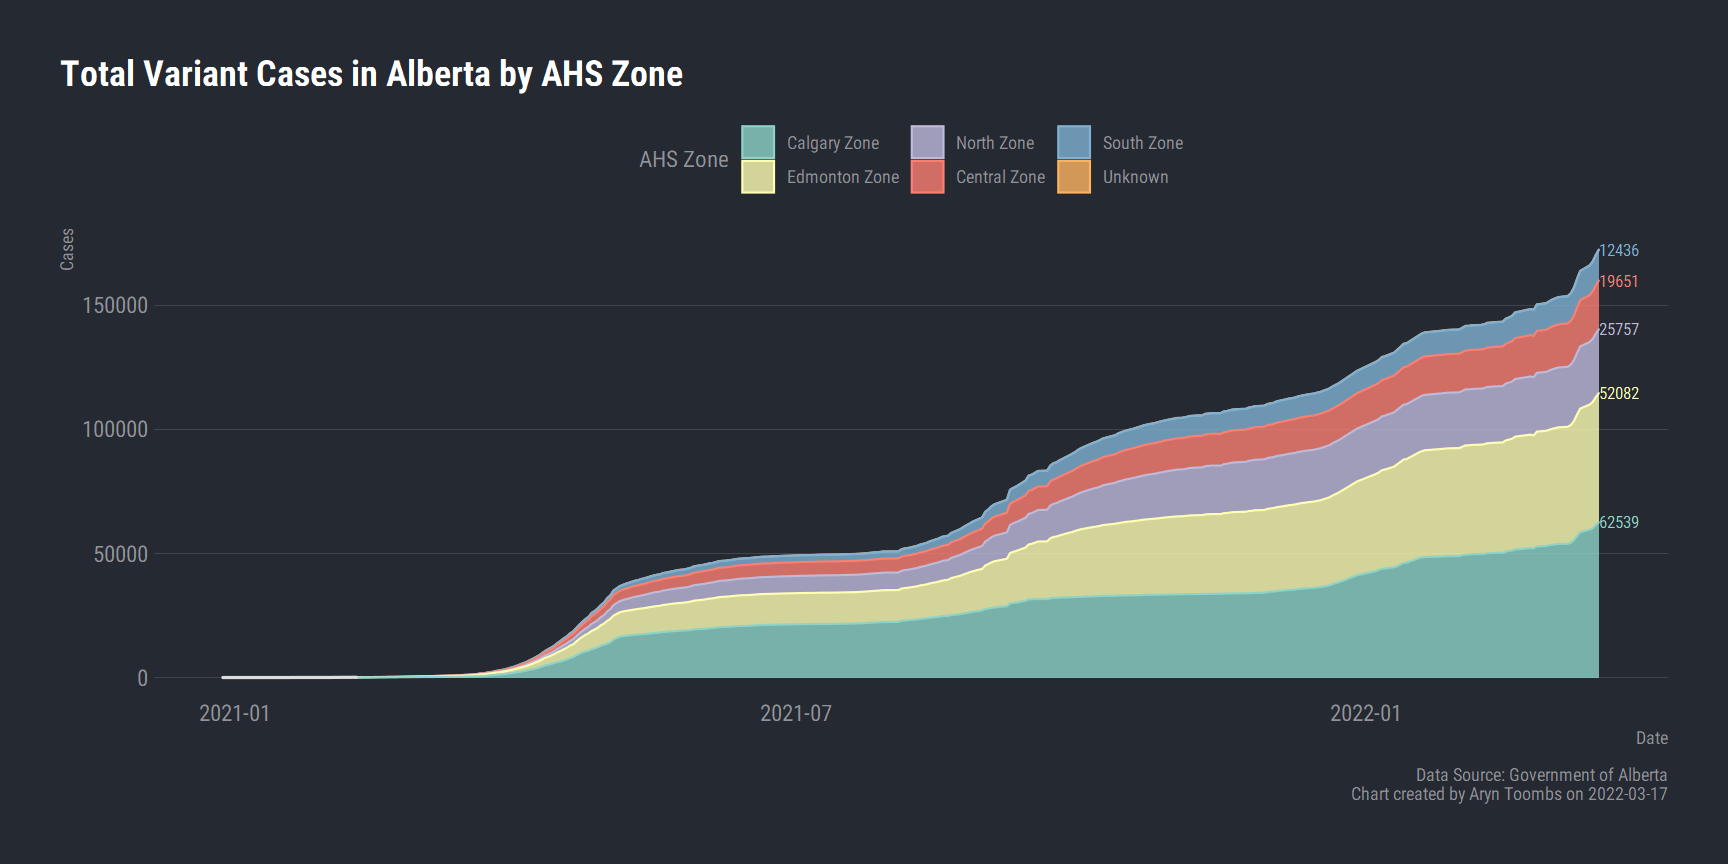 Total Variant Cases in Alberta by AHS Zone
AHS Zone
Calgary Zone
North Zone
South Zone
Edmonton Zone
Central Zone
Unknown
Cases
12436
19651
150000
25757
52082
100000
62539
50000
0
2021-01
2021-07
2022-01
Date
Data Source: Government of Alberta
Chart created by Aryn Toombs on 2022-03-17